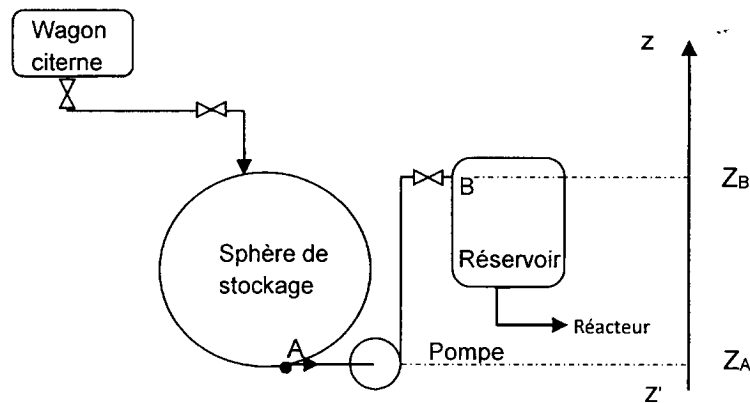 Wagon
citerne
z
B
Z_B
Sphère de
stockage
Réservoir
Réacteur
A
Pompe
Z_A
z'